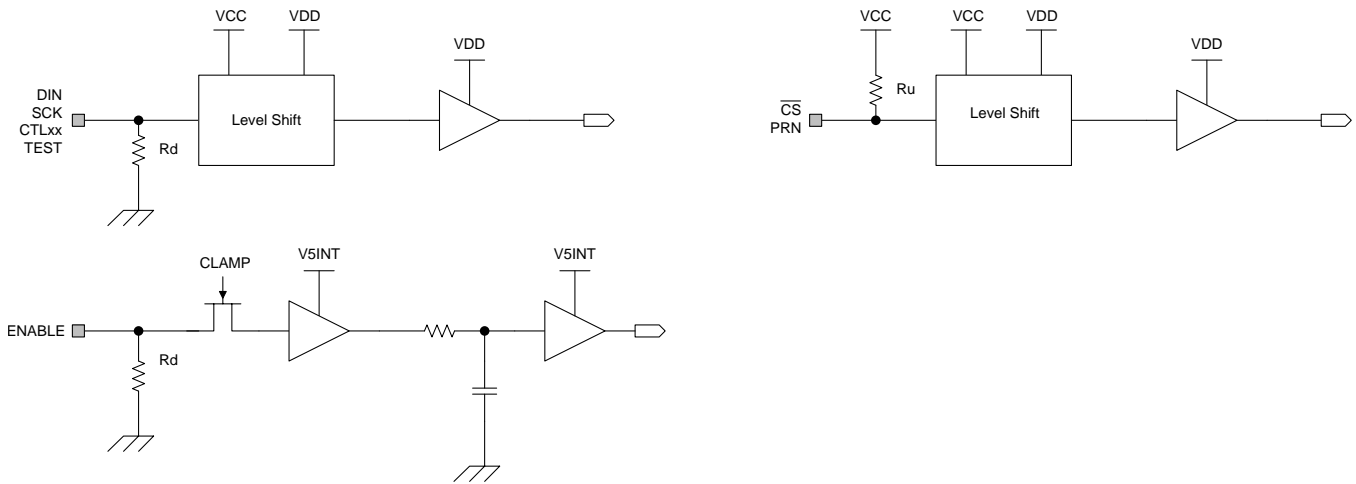 VCC VDD
VDD
DIN
SCK
CTLxx
TEST
Level Shift
Rd
VCC VCC VDD
VDD
Ru
CS
PRN
Level Shift
CLAMP
V5INT
V5INT
ENABLE
Rd